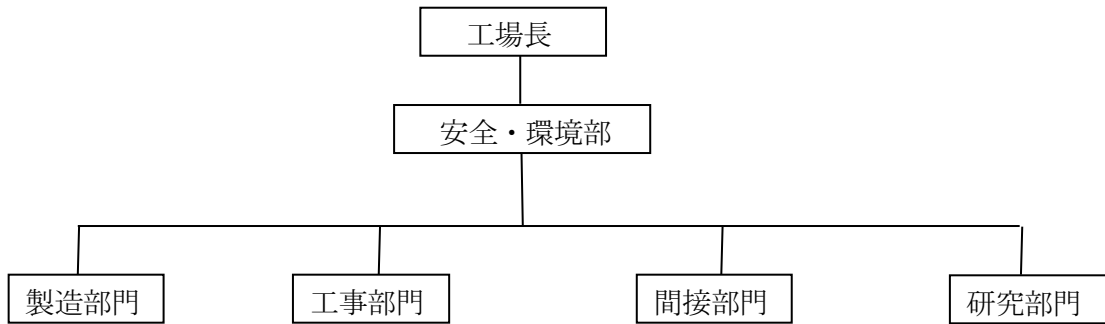 工場長
安全・環境部
製造部門
工事部門
間接部門
研究部門